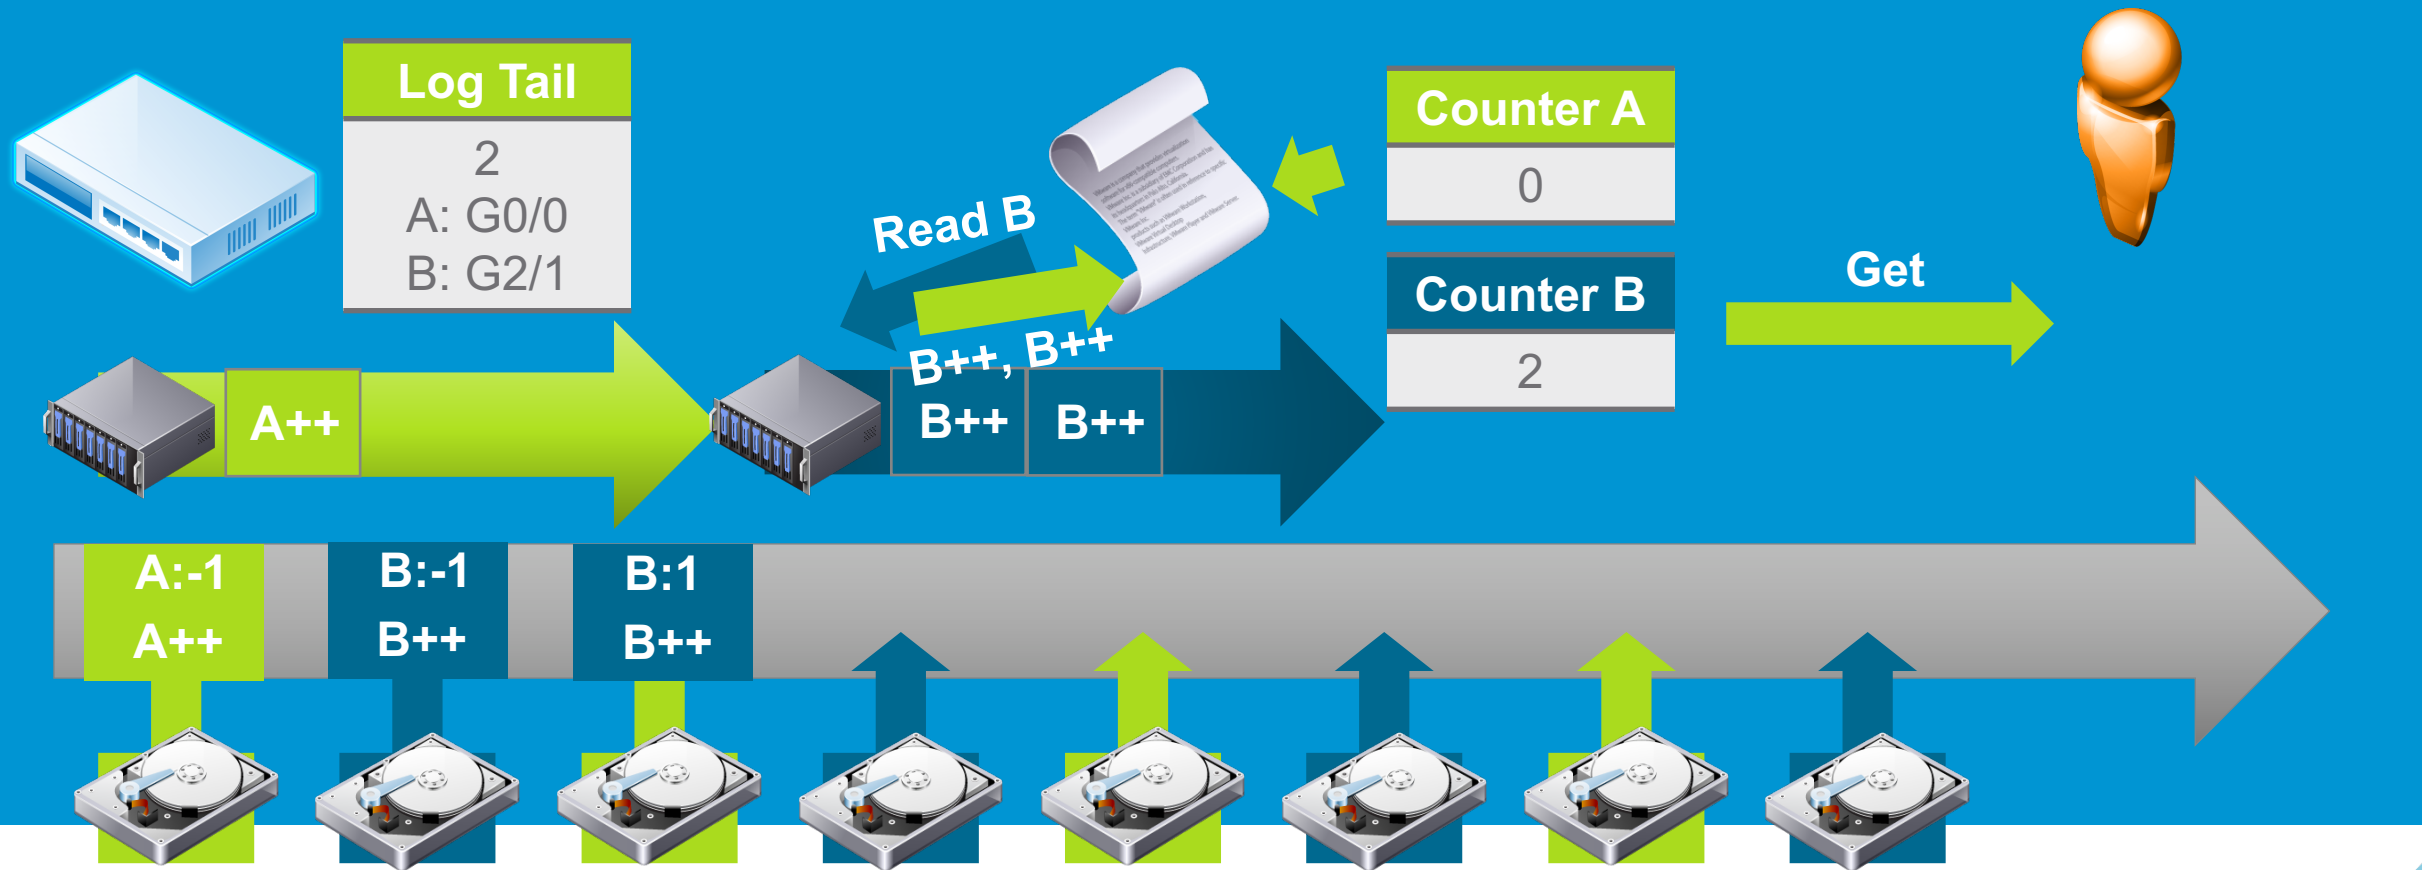 Log Tail
2
A: G0/0
B: G2/1
Read B
B++, B++
Counter A
0
Counter B
2
Get
A++
B++
B++
A:-1
A++
B:-1
B++
B:1
B++